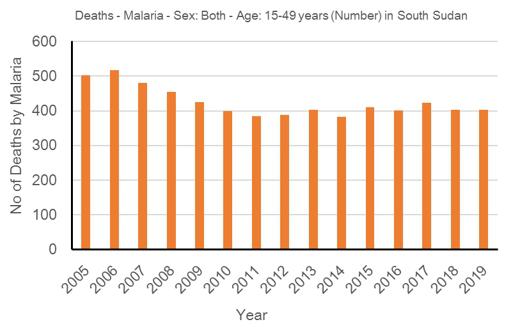 Deaths - Malaria - Sex: Both - Age: 15-49 years (Number) in South Sudan
No of Deaths by Malaria
600
500
400
300
200
100
0
2005 2006 2007 2008 2009 2010 2011 2012 2013 2014 2015 2016 2017 2018 2019
Year